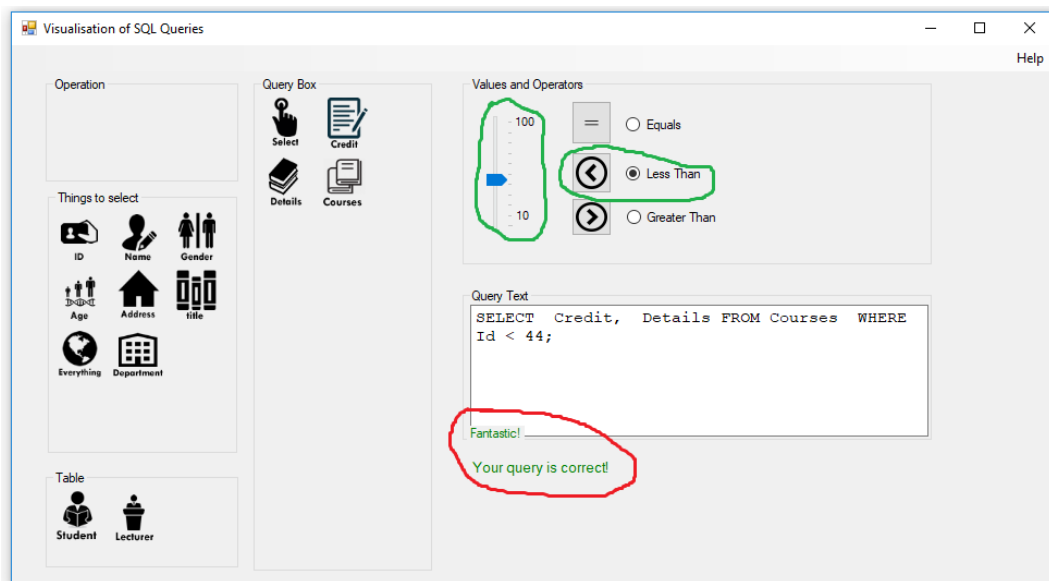 Visualisation of SQL Queries
Help
Operation
Query Box
Values and Operators
Select
Credit
Details
Courses
100
10
=
Equals
<
Less Than
>
Greater Than
Things to select
ID
Name
Gender
Age
Address
title
Everything
Department
Query Text
SELECT  Credit,  Details FROM Courses  WHERE
Id < 44;
Fantastic!
Your query is correct!
Table
Student
Lecturer